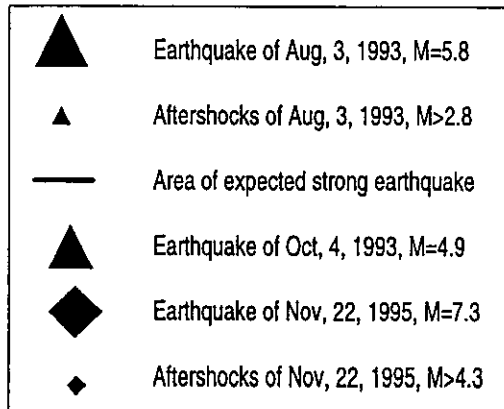 Earthquake of Aug, 3, 1993, M=5.8
Aftershocks of Aug, 3, 1993, M>2.8
Area of expected strong earthquake
Earthquake of Oct, 4, 1993, M=4.9
Earthquake of Nov, 22, 1995, M=7.3
Aftershocks of Nov, 22, 1995, M>4.3